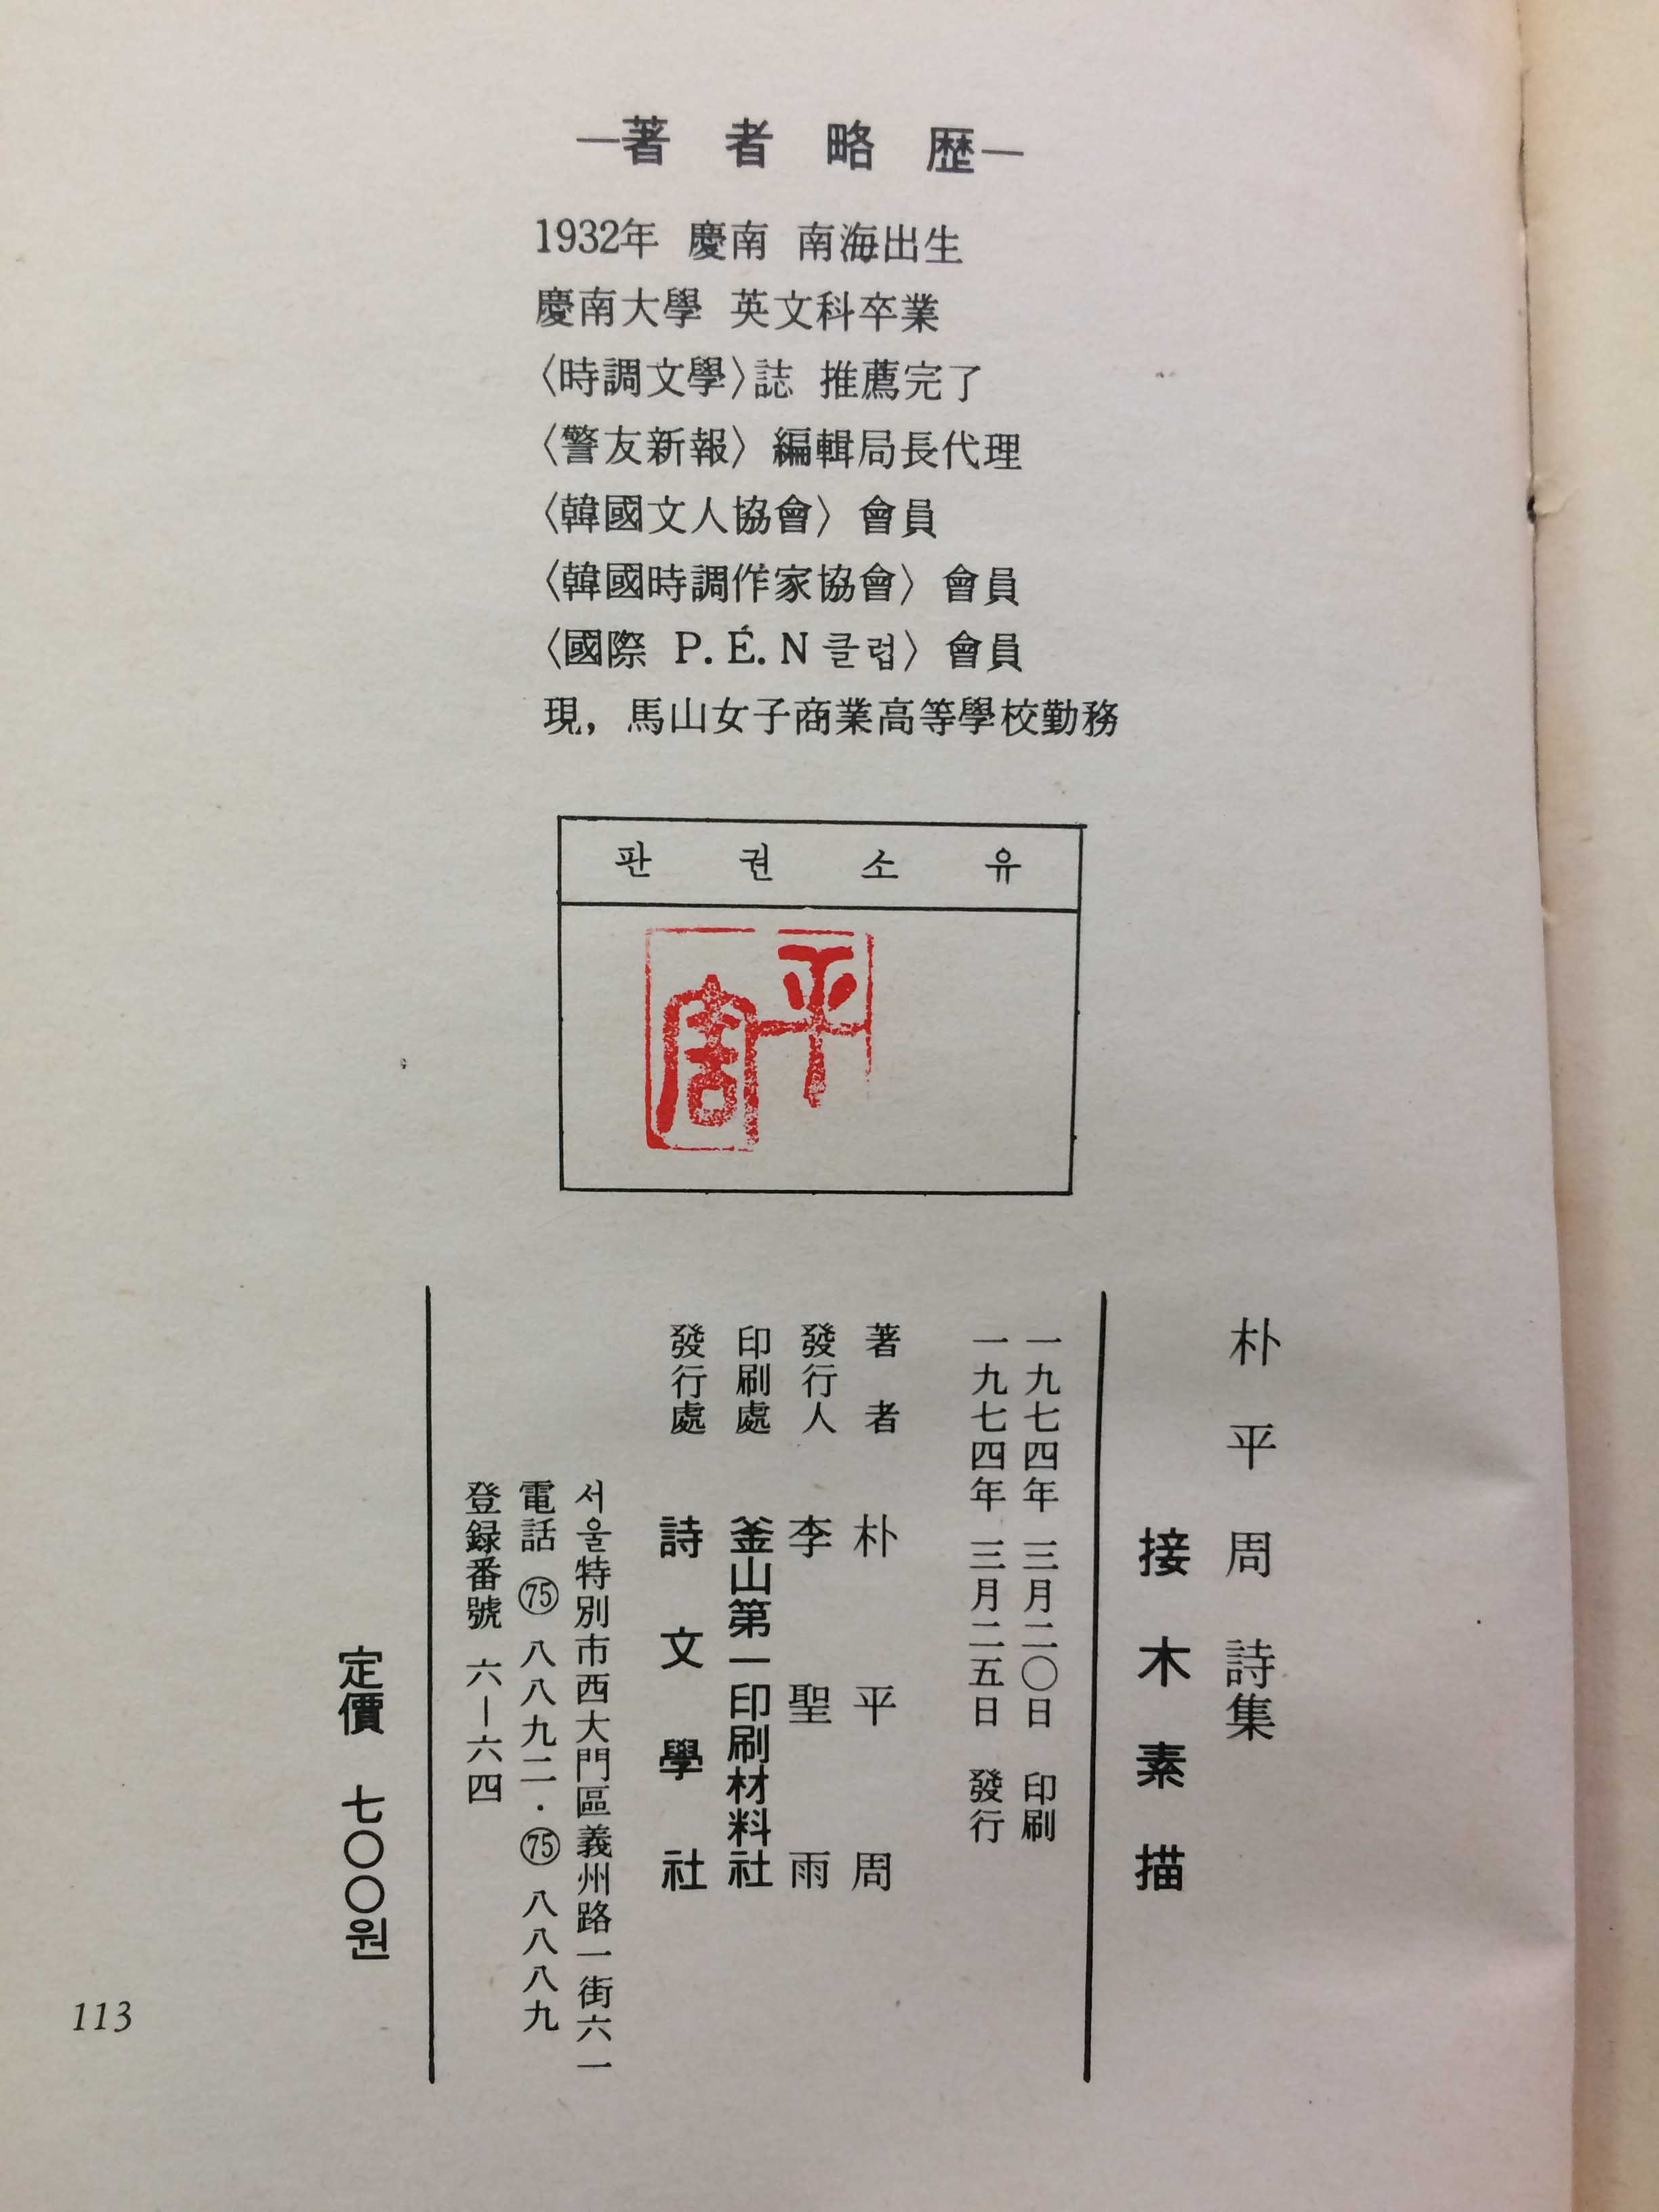 —著者略歴—
1932年 慶南 南海出生
慶南大學 英文科卒業
〈時調文學〉誌 推薦完了
〈警友新報〉編輯局長代理
〈韓國文人協會〉會員
〈韓國時調作家協會〉會員
〈國際 P.É.N클럽〉會員
現, 馬山女子商業高等學校勤務
판권소유
平周
朴平周 詩集
接木素描
一九七四年 三月二〇日 印刷
一九七四年 三月二五日 發行
著者 朴平周
發行人 李聖雨
印刷處 釜山第一印刷材料社
發行處 詩文學社
서울特別市西大門區義州路一街六一
電話 ㊆ 八八九二·㊆ 八八八九
登録番號 六—六四
定價 七〇〇원
113